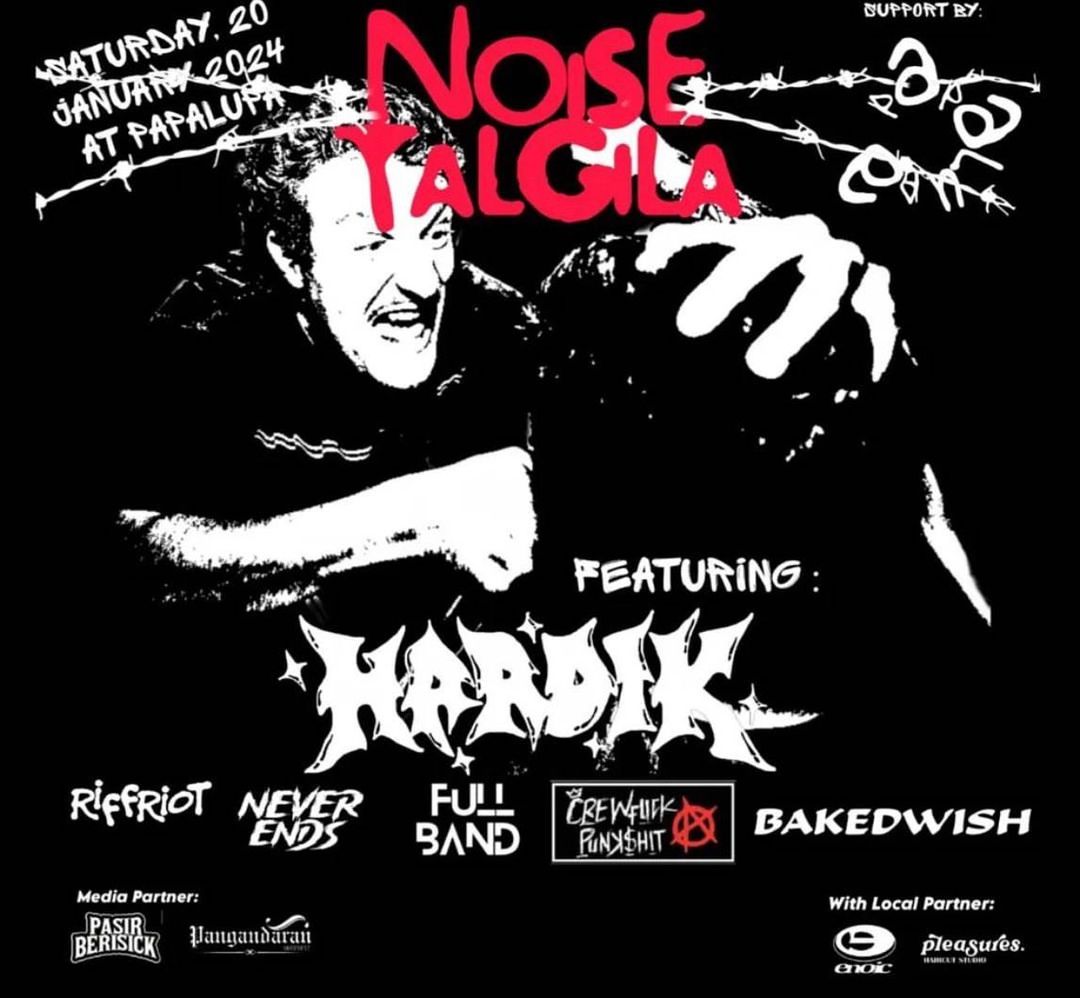 SATURDAY, 20
JANUARY 2024
AT PAPALUPA
NOISE
TALGILA
SUPPORT BY:
FEATURING :
HARDIK
RiffRiOT
NEVER
ENDS
FULL
BAND
CREWFUCK
PUNK$HIT
BAKEDWISH
Media Partner:
PASIR
BERISICK
Pangandaran
With Local Partner:
enoic
pleasures.
HAIRCUT STUDIO